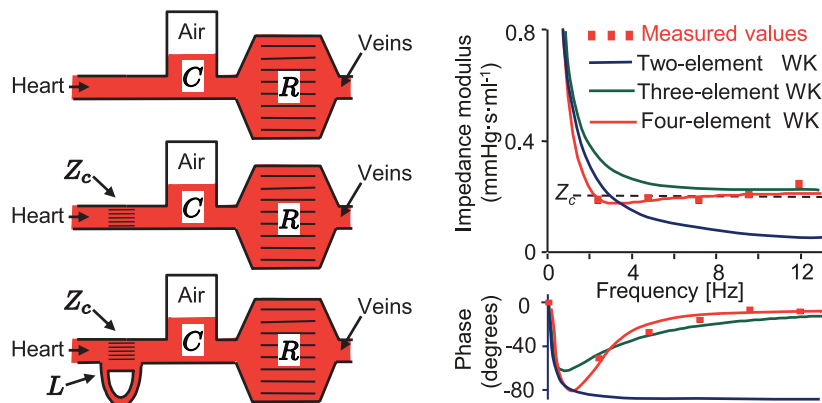 Air
Veins
C
R
Heart
Z_c
Air
Veins
C
R
Heart
Z_c
Air
Veins
C
R
Heart
L
0.8
Measured values
Two-element WK
Three-element WK
Four-element WK
Impedance modulus
(mmHg·s·ml⁻¹)
0.4
Z_c
0
0 4 8 12
Frequency [Hz]
Phase
(degrees)
0
-40
-80